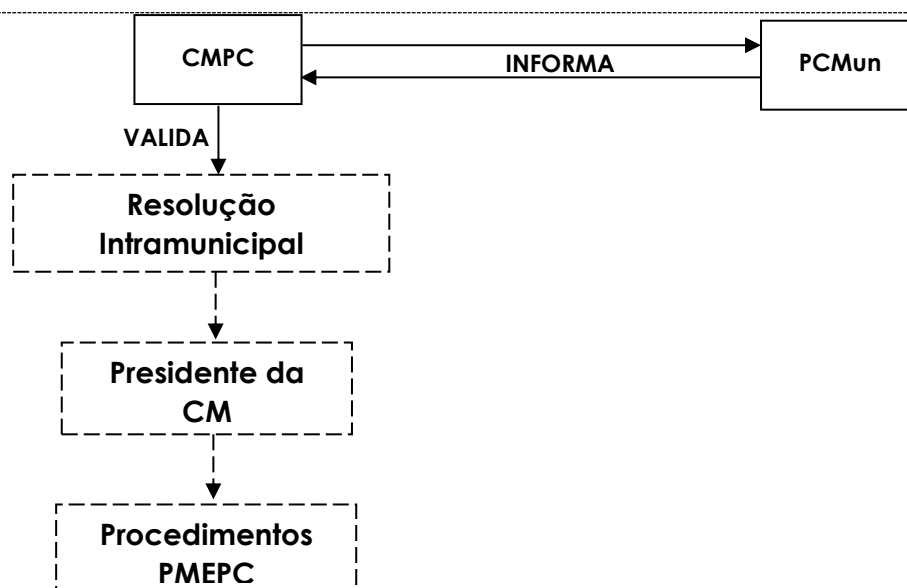 CMPC
INFORMA
PCMun
VALIDA
Resolução
Intramunicipal
Presidente da
CM
Procedimentos
PMEPC